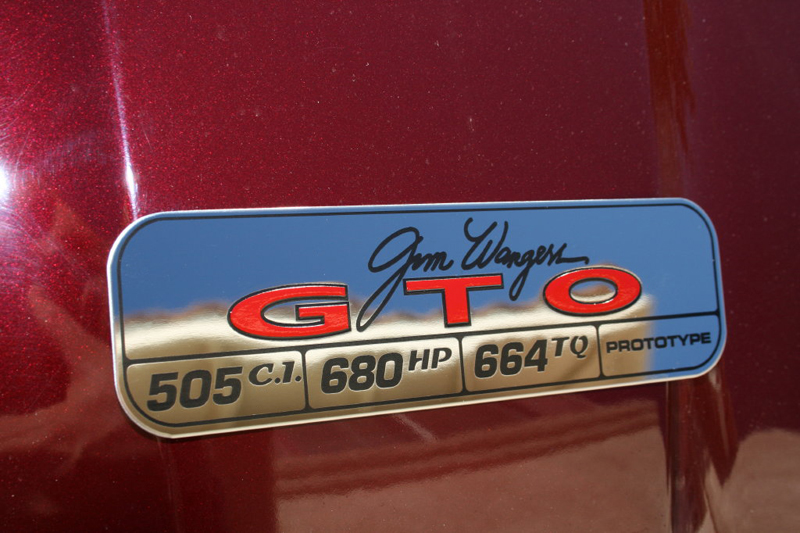 Jim Wangers
GTO
505 C.I. 680 HP 664 TQ PROTOTYPE